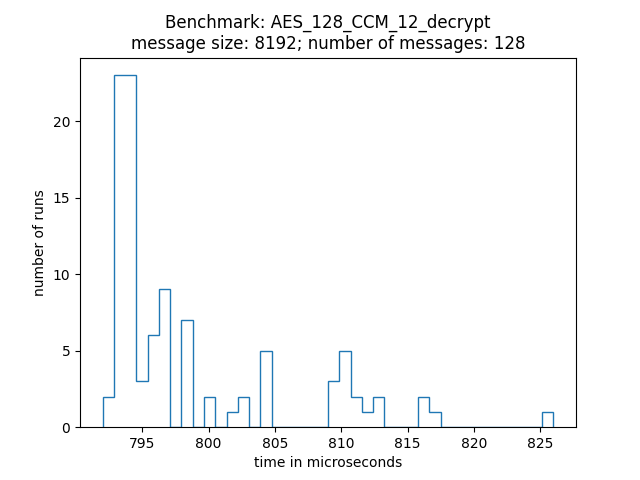 Benchmark: AES_128_CCM_12_decrypt
message size: 8192; number of messages: 128
20
15
10
5
0
number of runs
795 800 805 810 815 820 825
time in microseconds